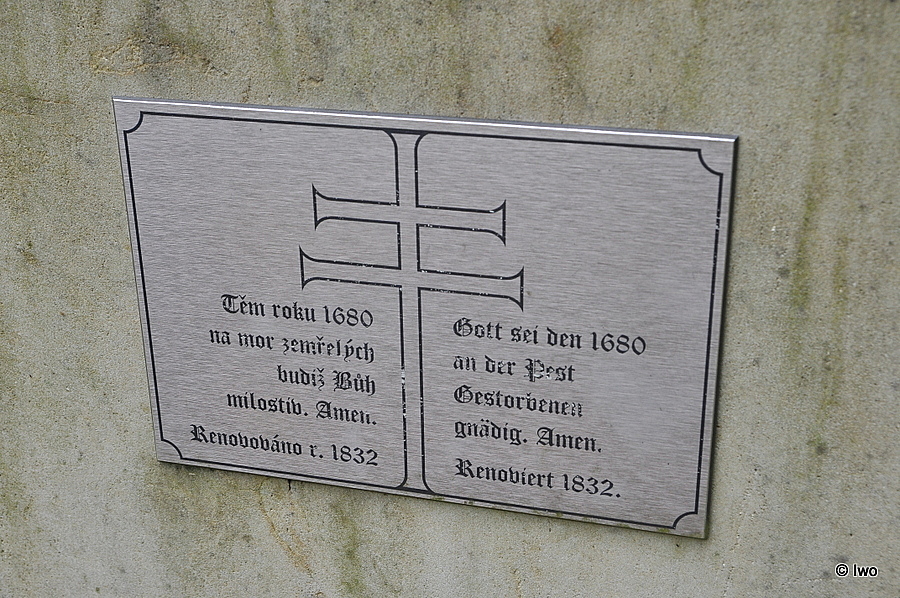 Těm roku 1680
na mor zemřelých
budiž Bůh
milostiv. Amen.
Renovováno r. 1832
Gott sei den 1680
an der Pest
Gestorbenen
gnädig. Amen.
Renoviert 1832.
© Iwo